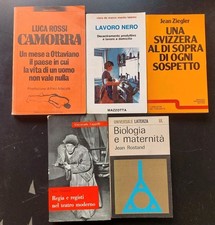 LUCA ROSSI
CAMORRA
Un mese a Ottaviano
il paese in cui
la vita di un uomo
non vale nulla
LAVORO NERO
Decentramento produttivo
e lavoro a domicilio
MAZZOTTA
Jean Ziegler
UNA
SVIZZERA
AL DI SOPRA
DI OGNI
SOSPETTO
Regia e registi
nel teatro moderno
UNIVERSALE LATERZA
Biologia
e maternità
Jean Rostand